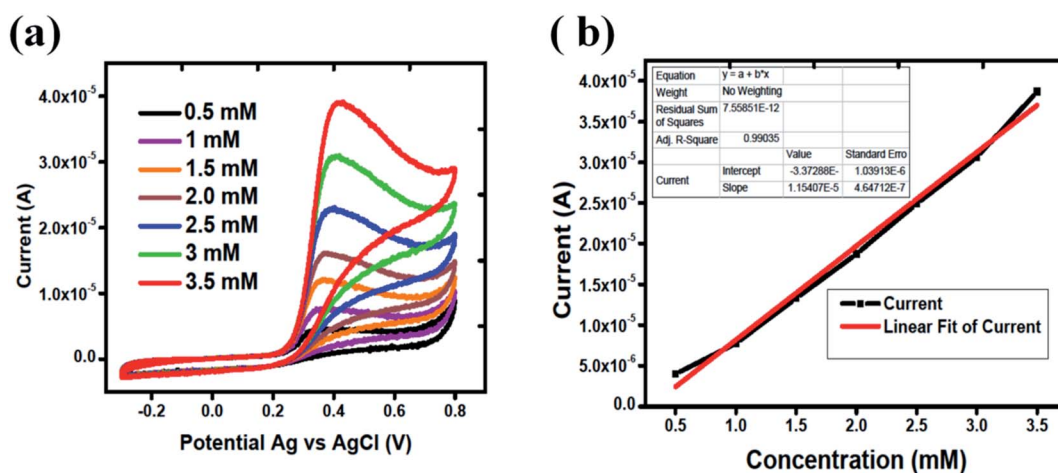 (a)
Current (A)
4.0x10⁻⁵
3.0x10⁻⁵
2.0x10⁻⁵
1.0x10⁻⁵
0.0
0.5 mM
1 mM
1.5 mM
2.0 mM
2.5 mM
3 mM
3.5 mM
-0.2 0.0 0.2 0.4 0.6 0.8
Potential Ag vs AgCl (V)
( b)
Current (A)
4.0x10⁻⁵
3.5x10⁻⁵
3.0x10⁻⁵
2.5x10⁻⁵
2.0x10⁻⁵
1.5x10⁻⁵
1.0x10⁻⁵
5.0x10⁻⁶
0.0
Equation y = a + b*x
Weight No Weighting
Residual Sum
of Squares 7.55851E-12
Adj. R-Square 0.99035
Value Standard Erro
Current Intercept -3.37288E- 1.03913E-6
Slope 1.15407E-5 4.64712E-7
Current
Linear Fit of Current
0.5 1.0 1.5 2.0 2.5 3.0 3.5
Concentration (mM)